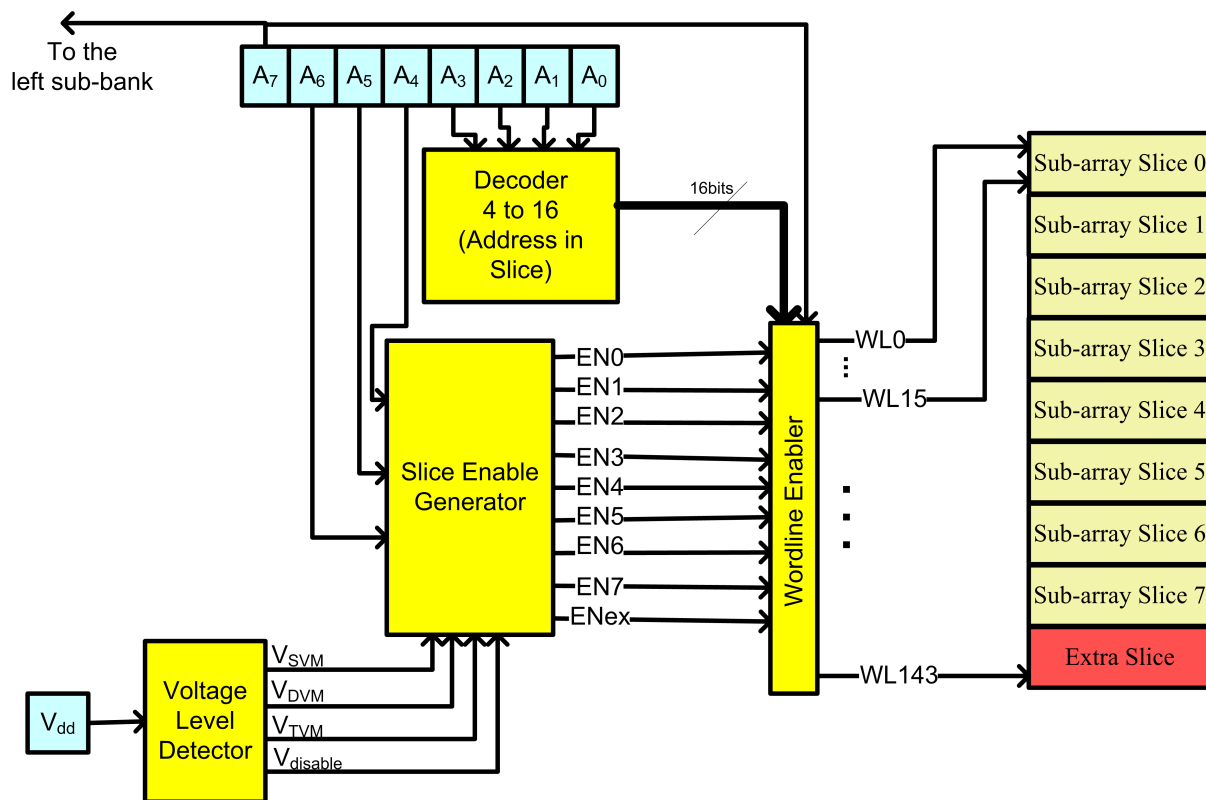 To the
left sub-bank
A7 A6 A5 A4 A3 A2 A1 A0
Decoder
4 to 16
(Address in
Slice)
16bits
Slice Enable
Generator
EN0
EN1
EN2
EN3
EN4
EN5
EN6
EN7
ENex
Wordline Enabler
WL0
WL15
WL143
Sub-array Slice 0
Sub-array Slice 1
Sub-array Slice 2
Sub-array Slice 3
Sub-array Slice 4
Sub-array Slice 5
Sub-array Slice 6
Sub-array Slice 7
Extra Slice
Vdd
Voltage
Level
Detector
VSVM
VDVM
VTVM
Vdisable